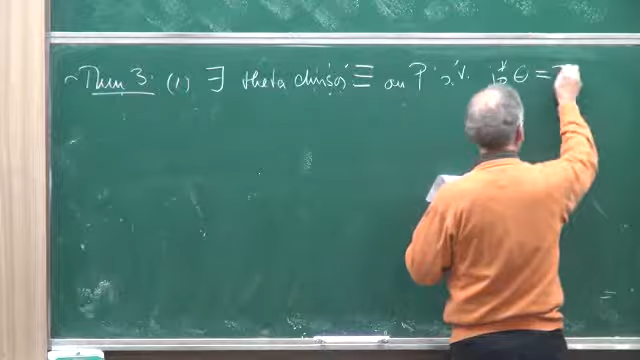 ~Thm 3. (1) ∃ theta divisor Ξ on P s.t. p*Θ =